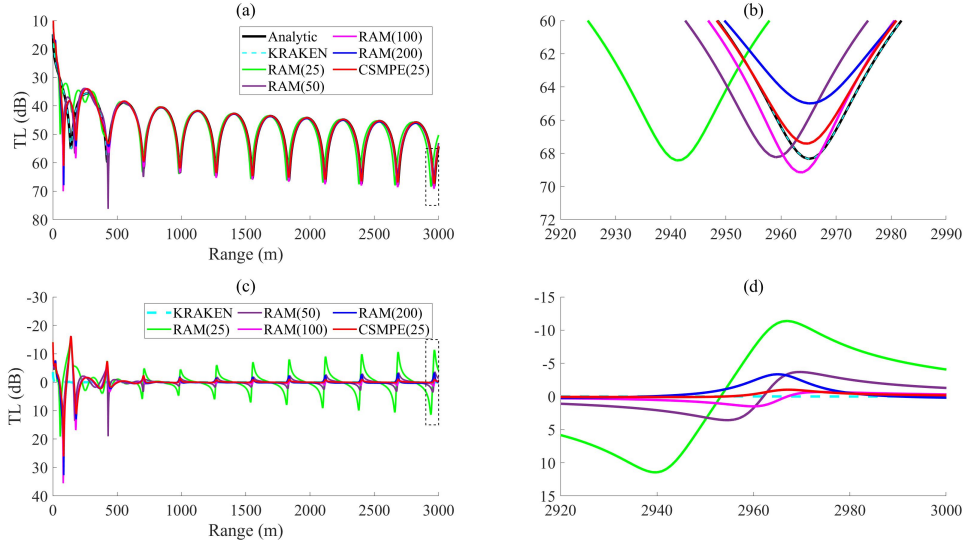 (a)
10
20
30
40
50
60
70
80
TL (dB)
0 500 1000 1500 2000 2500 3000
Range (m)
Analytic
KRAKEN
RAM(25)
RAM(50)
RAM(100)
RAM(200)
CSMPE(25)
(b)
60
62
64
66
68
70
72
2920 2930 2940 2950 2960 2970 2980 2990
(c)
-30
-20
-10
0
10
20
30
40
TL (dB)
0 500 1000 1500 2000 2500 3000
Range (m)
KRAKEN
RAM(25)
RAM(50)
RAM(100)
RAM(200)
CSMPE(25)
(d)
-15
-10
-5
0
5
10
15
2920 2940 2960 2980 3000